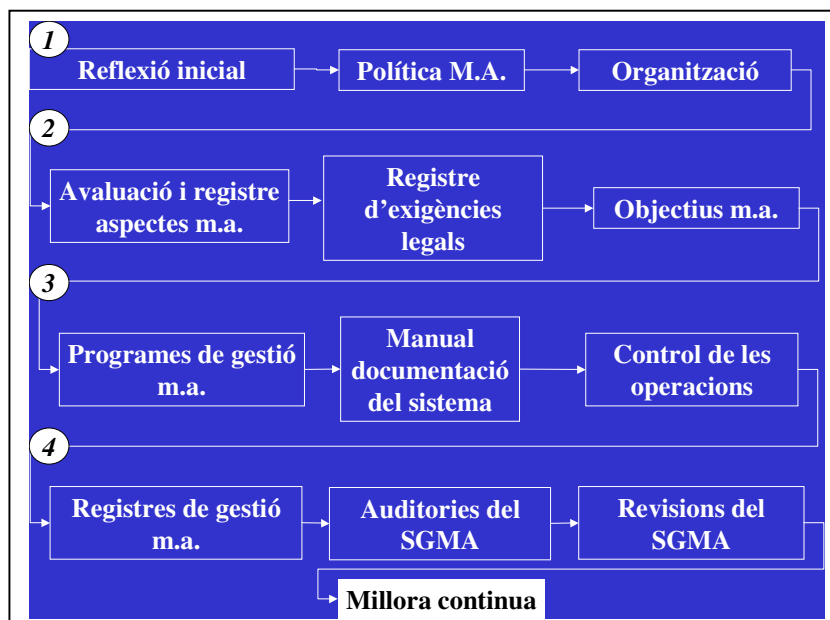 1
Reflexió inicial
Política M.A.
Organització
2
Avaluació i registre
aspectes m.a.
Registre
d'exigències
legals
Objectius m.a.
3
Programes de gestió
m.a.
Manual
documentació
del sistema
Control de les
operacions
4
Registres de gestió
m.a.
Auditories del
SGMA
Revisions del
SGMA
Millora continua